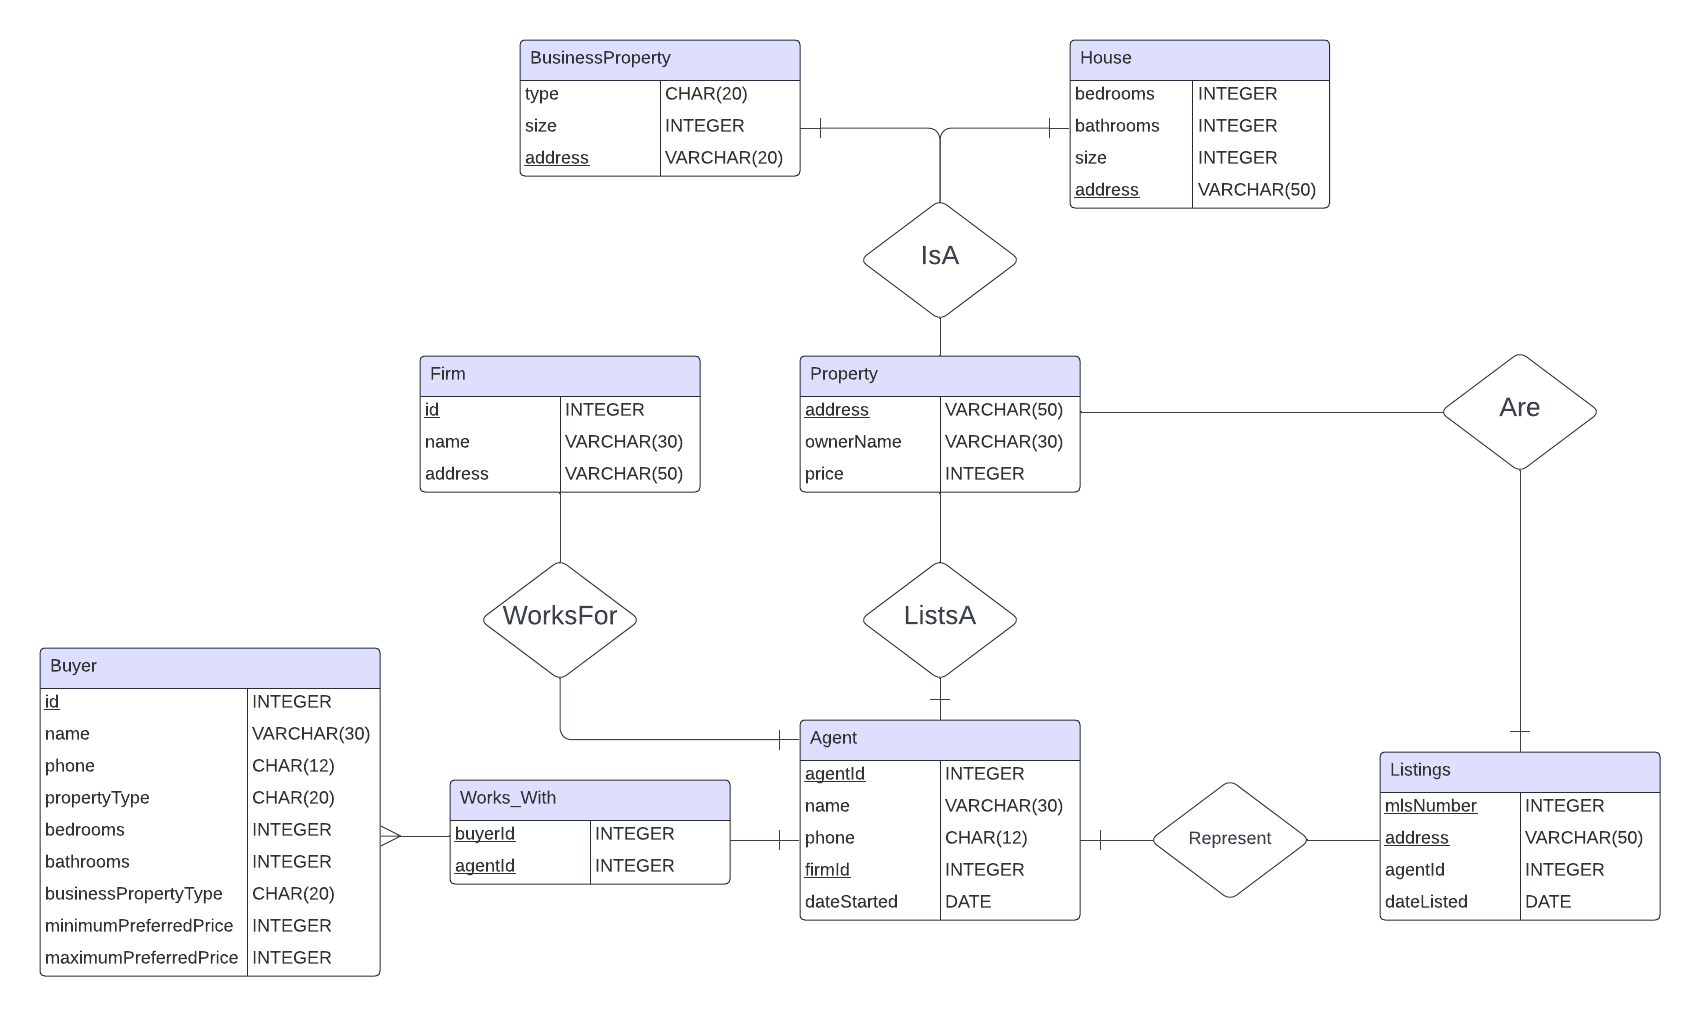 BusinessProperty
type CHAR(20)
size INTEGER
address VARCHAR(20)
House
bedrooms INTEGER
bathrooms INTEGER
size INTEGER
address VARCHAR(50)
IsA
Firm
id INTEGER
name VARCHAR(30)
address VARCHAR(50)
Property
address VARCHAR(50)
ownerName VARCHAR(30)
price INTEGER
Are
WorksFor
ListsA
Buyer
id INTEGER
name VARCHAR(30)
phone CHAR(12)
propertyType CHAR(20)
bedrooms INTEGER
bathrooms INTEGER
businessPropertyType CHAR(20)
minimumPreferredPrice INTEGER
maximumPreferredPrice INTEGER
Works_With
buyerId INTEGER
agentId INTEGER
Agent
agentId INTEGER
name VARCHAR(30)
phone CHAR(12)
firmId INTEGER
dateStarted DATE
Represent
Listings
mlsNumber INTEGER
address VARCHAR(50)
agentId INTEGER
dateListed DATE